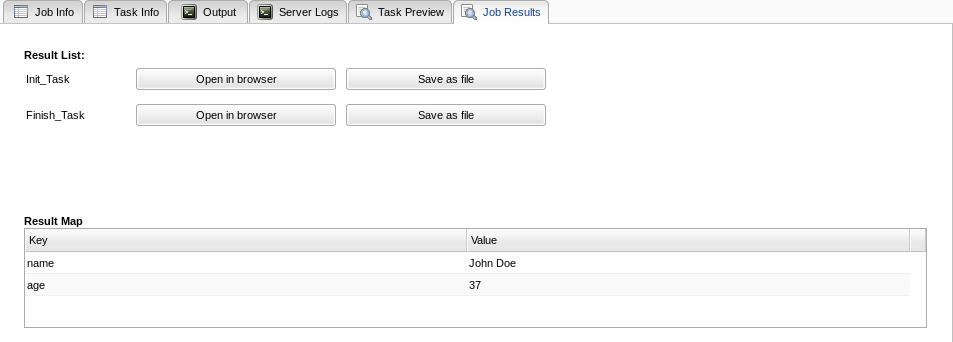 Job Info Task Info Output Server Logs Task Preview Job Results
Result List:
Init_Task Open in browser Save as file
Finish_Task Open in browser Save as file
Result Map
Key Value
name John Doe
age 37